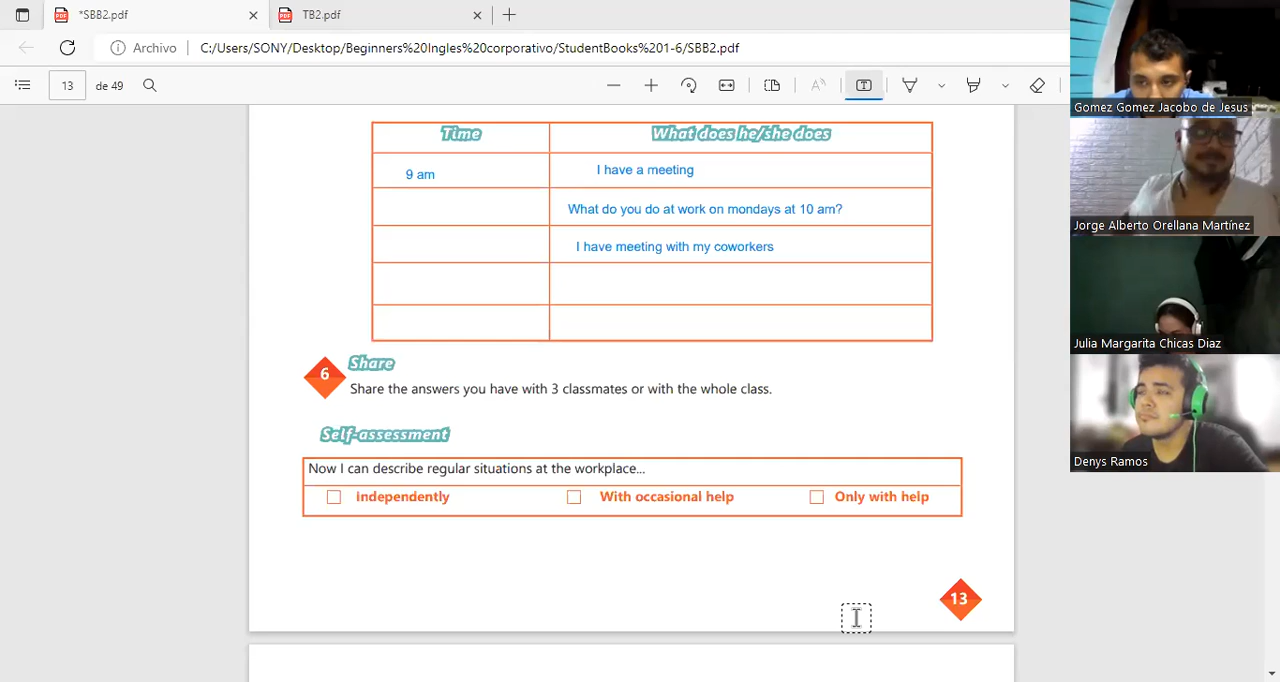 *SBB2.pdf
TB2.pdf
Archivo
C:/Users/SONY/Desktop/Beginners%20Ingles%20corporativo/StudentBooks%201-6/SBB2.pdf
13 de 49
Time What does he/she does
9 am I have a meeting
What do you do at work on mondays at 10 am?
I have meeting with my coworkers
6 Share
Share the answers you have with 3 classmates or with the whole class.
Self-assessment
Now I can describe regular situations at the workplace...
Independently With occasional help Only with help
13
Gomez Gomez Jacobo de Jesus
Jorge Alberto Orellana Martínez
Julia Margarita Chicas Diaz
Denys Ramos